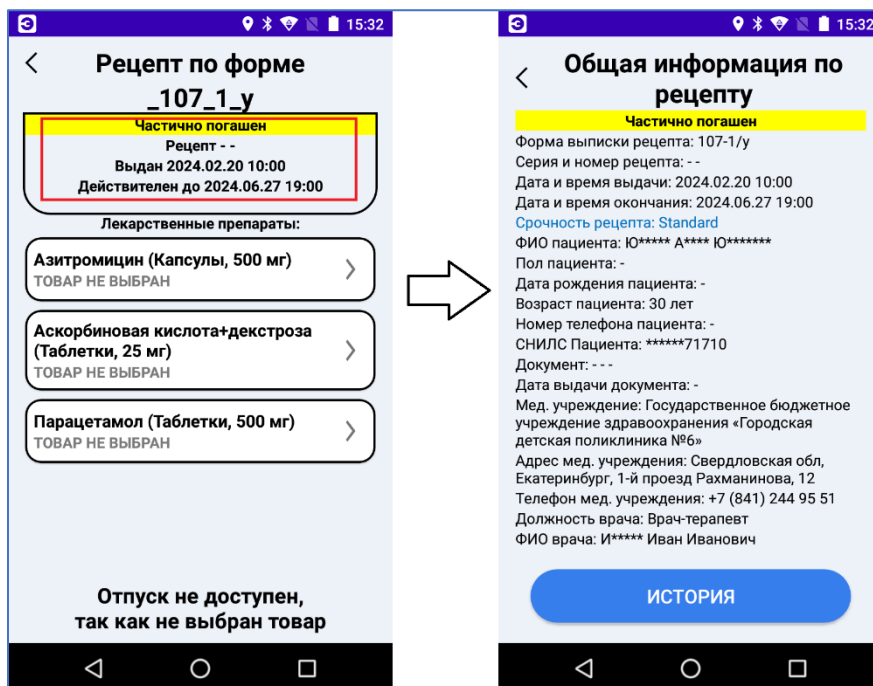 15:32
Рецепт по форме
_107_1_у
Частично погашен
Рецепт - -
Выдан 2024.02.20 10:00
Действителен до 2024.06.27 19:00
Лекарственные препараты:
Азитромицин (Капсулы, 500 мг)
ТОВАР НЕ ВЫБРАН
Аскорбиновая кислота+декстроза
(Таблетки, 25 мг)
ТОВАР НЕ ВЫБРАН
Парацетамол (Таблетки, 500 мг)
ТОВАР НЕ ВЫБРАН
Отпуск не доступен,
так как не выбран товар
15:32
Общая информация по
рецепту
Частично погашен
Форма выписки рецепта: 107-1/у
Серия и номер рецепта: - -
Дата и время выдачи: 2024.02.20 10:00
Дата и время окончания: 2024.06.27 19:00
Срочность рецепта: Standard
ФИО пациента: Ю***** А**** Ю*******
Пол пациента: -
Дата рождения пациента: -
Возраст пациента: 30 лет
Номер телефона пациента: -
СНИЛС Пациента: ******71710
Документ: - - -
Дата выдачи документа: -
Мед. учреждение: Государственное бюджетное
учреждение здравоохранения «Городская
детская поликлиника №6»
Адрес мед. учреждения: Свердловская обл,
Екатеринбург, 1-й проезд Рахманинова, 12
Телефон мед. учреждения: +7 (841) 244 95 51
Должность врача: Врач-терапевт
ФИО врача: И***** Иван Иванович
ИСТОРИЯ